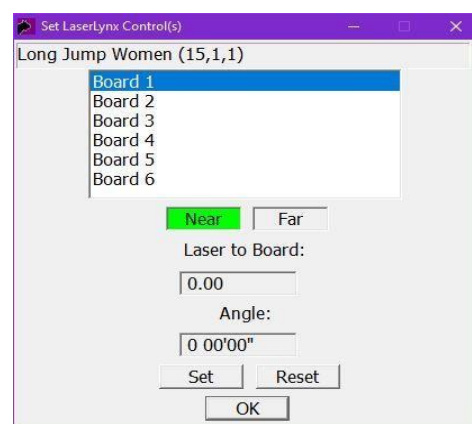 Set LaserLynx Control(s)
Long Jump Women (15,1,1)
Board 1
Board 2
Board 3
Board 4
Board 5
Board 6
Near Far
Laser to Board:
0.00
Angle:
0 00'00"
Set Reset
OK